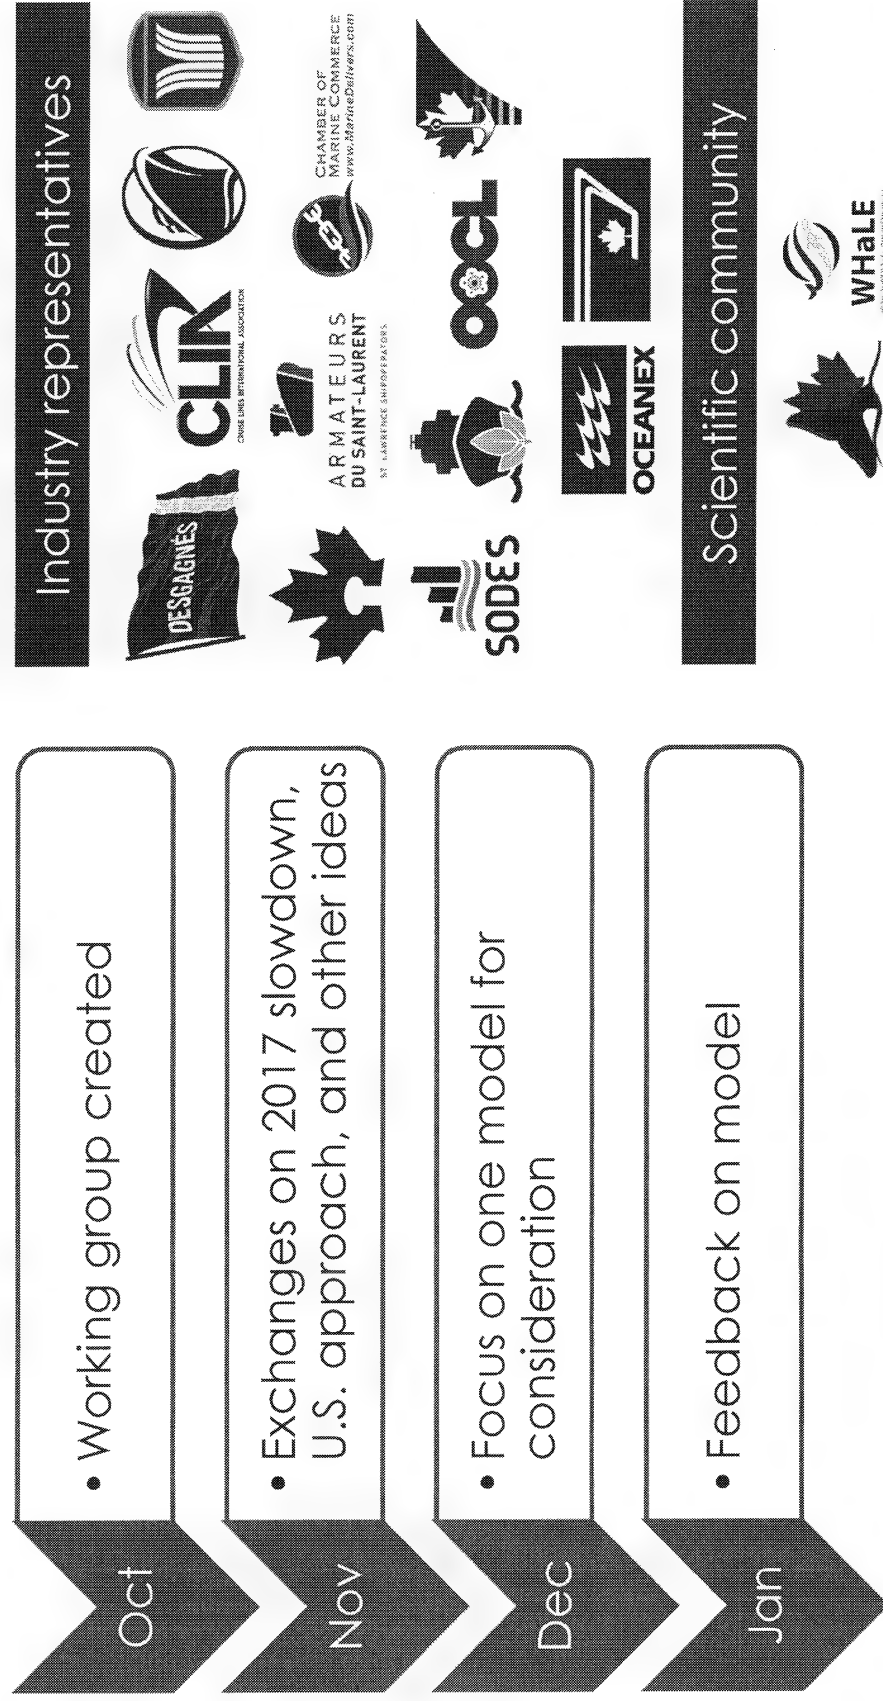 Oct
• Working group created
Nov
• Exchanges on 2017 slowdown,
U.S. approach, and other ideas
Dec
• Focus on one model for
consideration
Jan
• Feedback on model
Industry representatives
DESGAGNÉS
CLIA
CRUISE LINES INTERNATIONAL ASSOCIATION
ARMATEURS
DU SAINT-LAURENT
ST. LAWRENCE SHIPOPERATORS
CHAMBER OF
MARINE COMMERCE
www.MarineDelivers.com
SODES
OOCL
OCEANEX
Scientific community
WHaLE